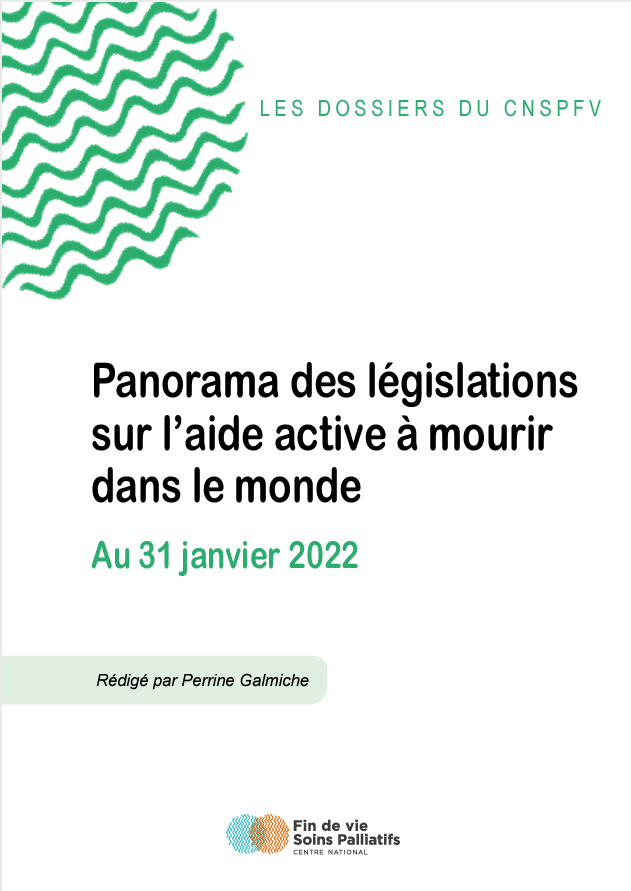 LES DOSSIERS DU CNSPFV
Panorama des législations
sur l’aide active à mourir
dans le monde
Au 31 janvier 2022
Rédigé par Perrine Galmiche
Fin de vie
Soins Palliatifs
CENTRE NATIONAL